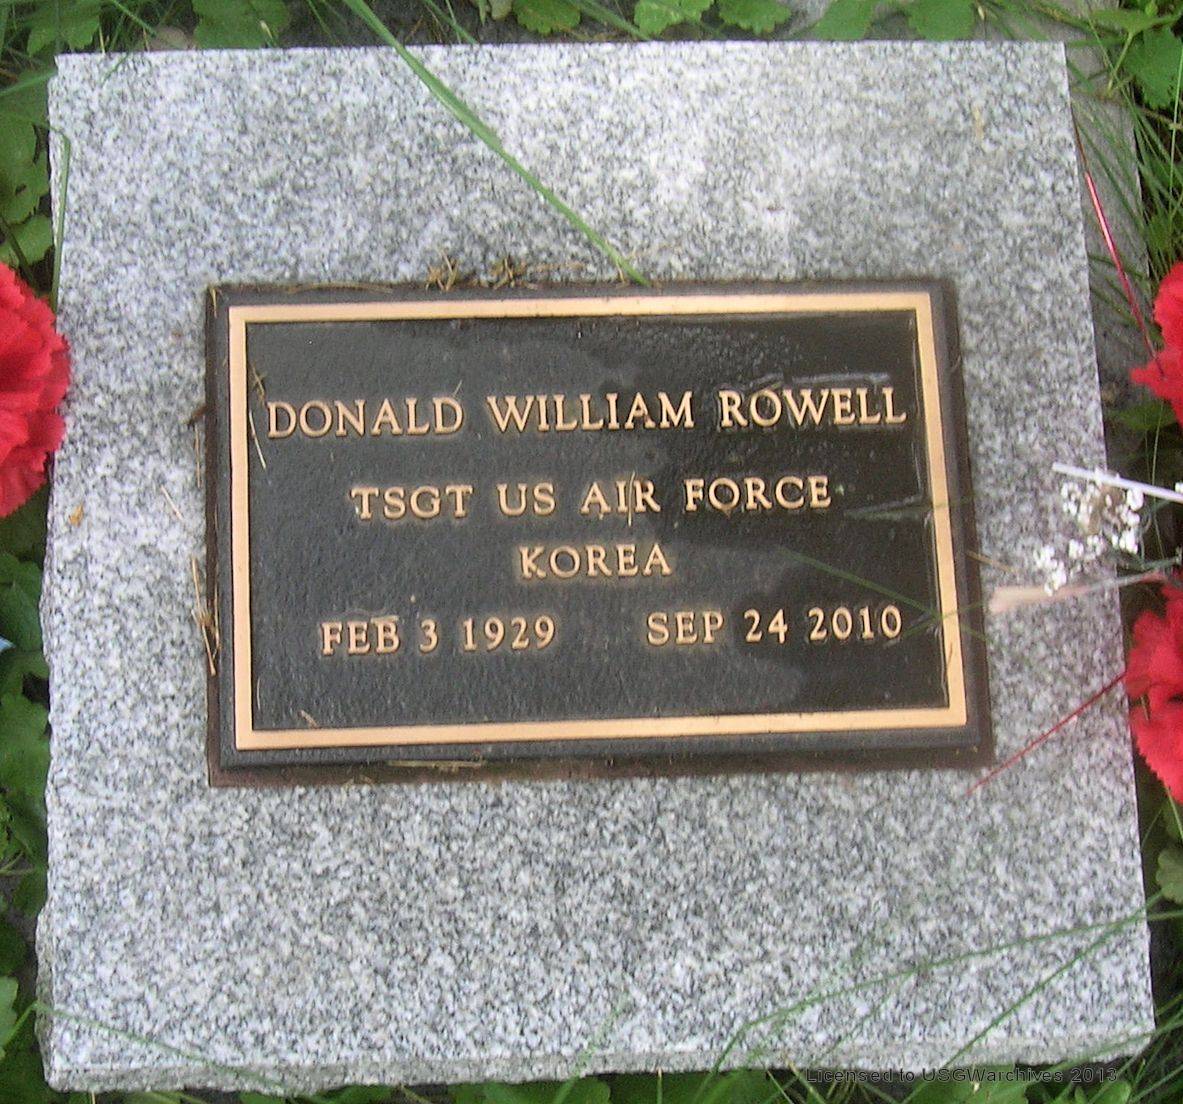 DONALD WILLIAM ROWELL
TSGT US AIR FORCE
KOREA
FEB 3 1929 SEP 24 2010
Licensed to USGWarchives 2013